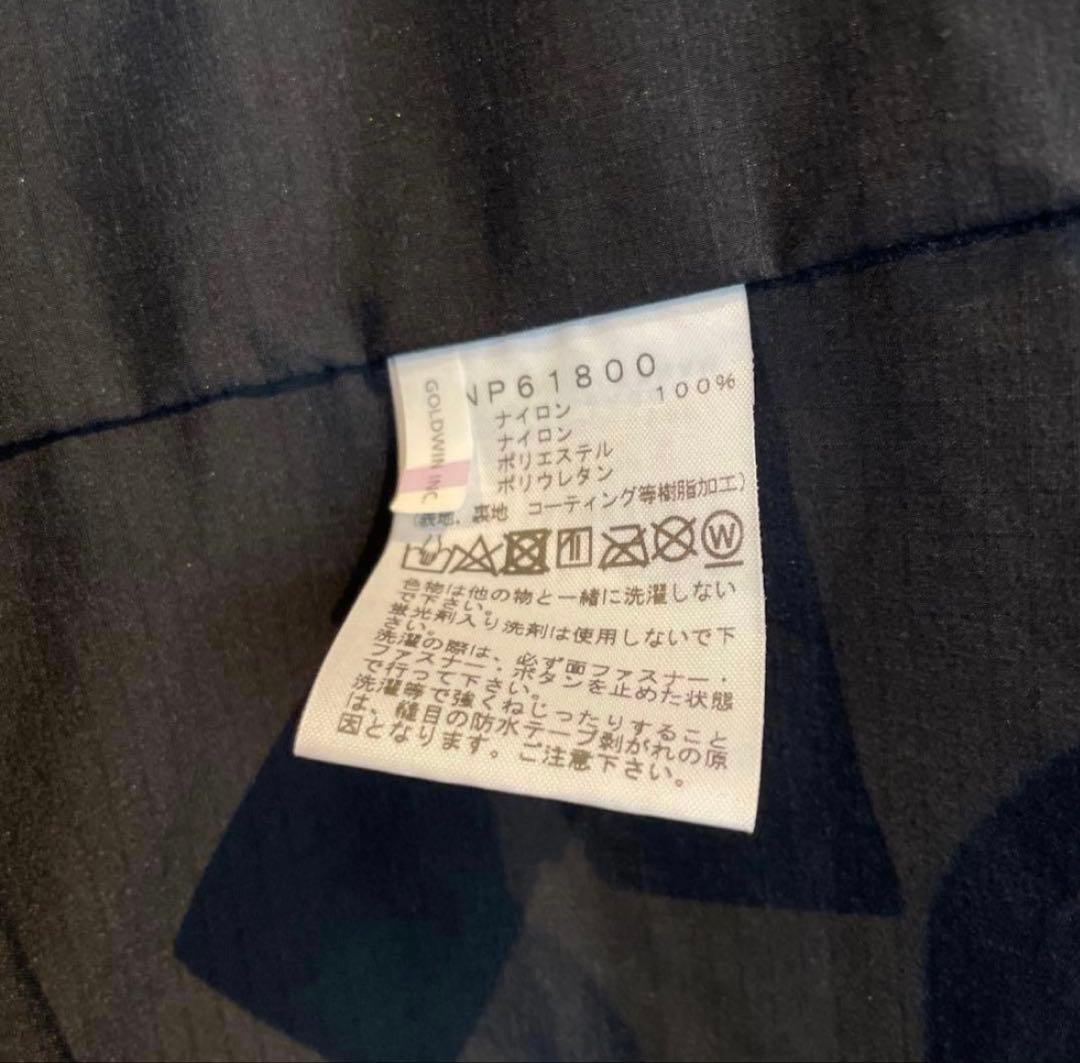 NP61800
GOLDWIN INC.
ナイロン 100%
ナイロン
ポリエステル
ポリウレタン
(表地、裏地 コーティング等樹脂加工)
W
色物は他の物と一緒に洗濯しない
で下さい。
蛍光剤入り洗剤は使用しないで下
さい。
洗濯の際は、必ず面ファスナー・
ファスナー・ボタンを止めた状態
で行って下さい。
洗濯等で強くねじったりすること
は、縫目の防水テープ剥がれの原
因となります。ご注意下さい。